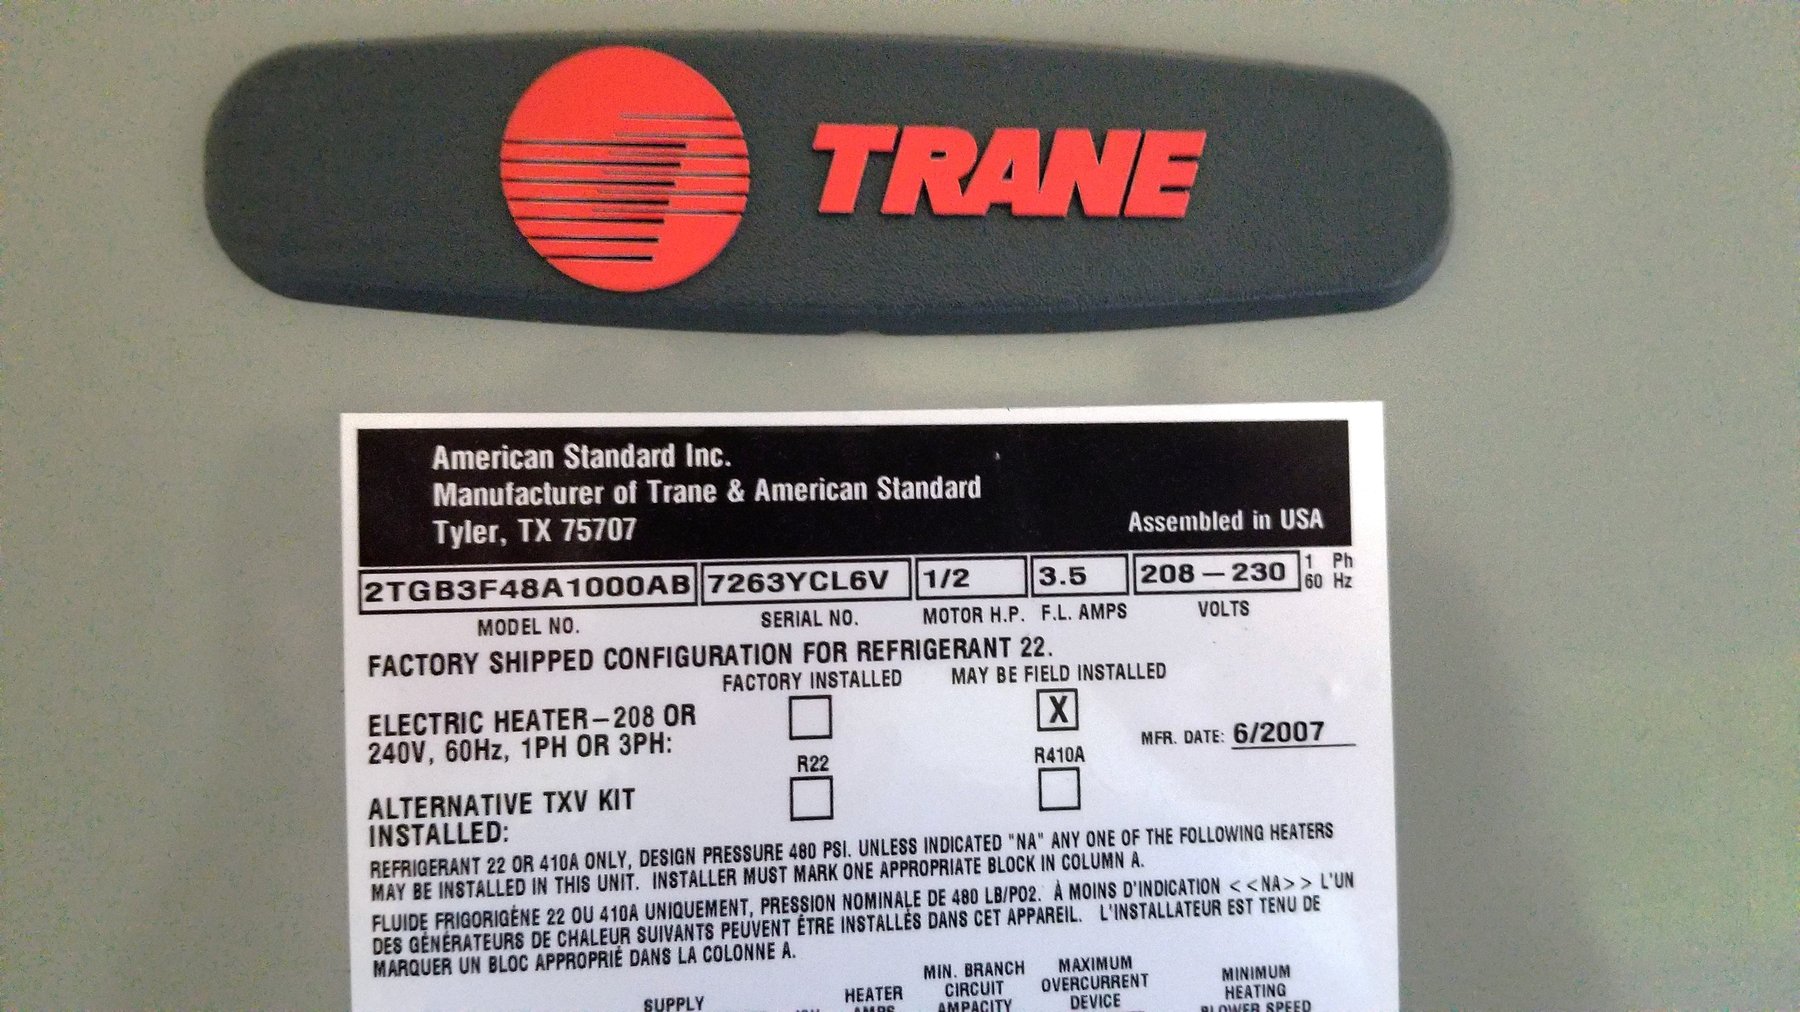 TRANE
American Standard Inc.
Manufacturer of Trane & American Standard
Tyler, TX 75707
Assembled in USA
2TGB3F48A1000AB 7263YCL6V 1/2 3.5 208 – 230 1 Ph
60 Hz
MODEL NO. SERIAL NO. MOTOR H.P. F.L. AMPS VOLTS
FACTORY SHIPPED CONFIGURATION FOR REFRIGERANT 22.
FACTORY INSTALLED MAY BE FIELD INSTALLED
ELECTRIC HEATER–208 OR X
240V, 60Hz, 1PH OR 3PH: MFR. DATE: 6/2007
R22 R410A
ALTERNATIVE TXV KIT
INSTALLED:
REFRIGERANT 22 OR 410A ONLY, DESIGN PRESSURE 480 PSI. UNLESS INDICATED "NA" ANY ONE OF THE FOLLOWING HEATERS
MAY BE INSTALLED IN THIS UNIT. INSTALLER MUST MARK ONE APPROPRIATE BLOCK IN COLUMN A.
FLUIDE FRIGORIGÉNE 22 OU 410A UNIQUEMENT, PRESSION NOMINALE DE 480 LB/PO2. À MOINS D'INDICATION <<NA>> L'UN
DES GÉNÉRATEURS DE CHALEUR SUIVANTS PEUVENT ÊTRE INSTALLÉS DANS CET APPAREIL. L'INSTALLATEUR EST TENU DE
MARQUER UN BLOC APPROPRIÉ DANS LA COLONNE A.
MIN. BRANCH MAXIMUM MINIMUM
HEATER CIRCUIT OVERCURRENT HEATING
SUPPLY AMPS AMPACITY DEVICE BLOWER SPEED